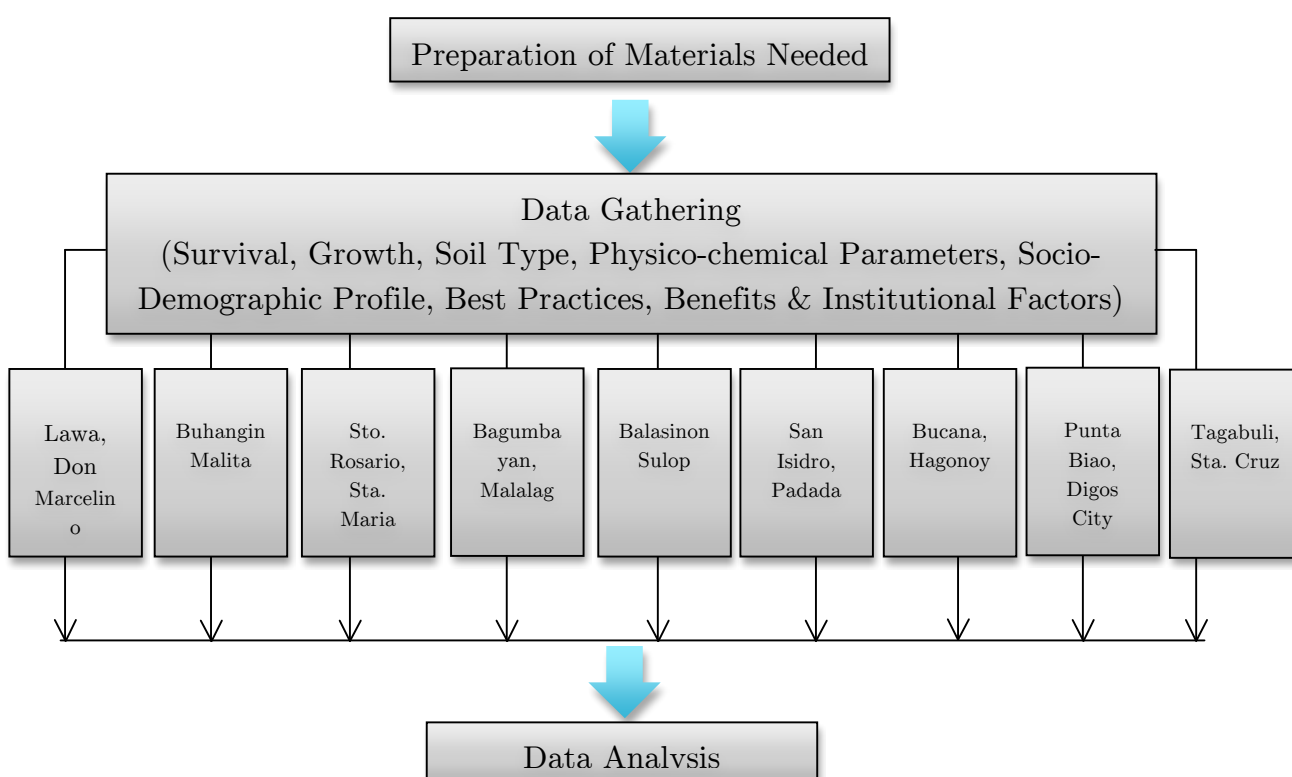 Preparation of Materials Needed
Data Gathering
(Survival, Growth, Soil Type, Physico-chemical Parameters, Socio-
Demographic Profile, Best Practices, Benefits & Institutional Factors)
Lawa,
Don
Marcelin
o
Buhangin
Malita
Sto.
Rosario,
Sta.
Maria
Bagumba
yan,
Malalag
Balasinon
Sulop
San
Isidro,
Padada
Bucana,
Hagonoy
Punta
Biao,
Digos
City
Tagabuli,
Sta. Cruz
Data Analysis